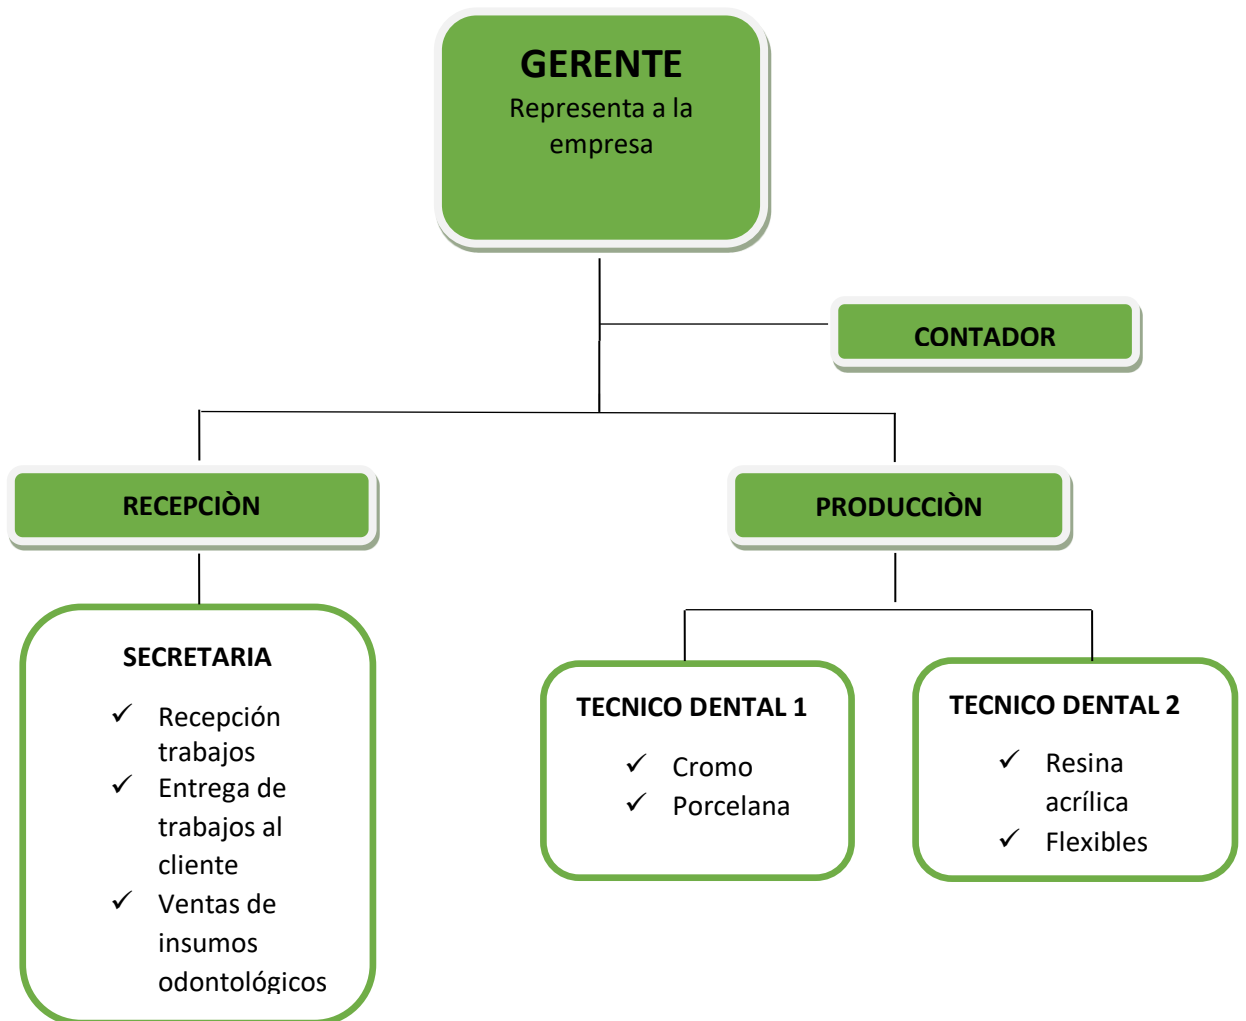 GERENTE
Representa a la
empresa
CONTADOR
RECEPCIÒN
PRODUCCIÒN
SECRETARIA
✓ Recepción
trabajos
✓ Entrega de
trabajos al
cliente
✓ Ventas de
insumos
odontológicos
TECNICO DENTAL 1
✓ Cromo
✓ Porcelana
TECNICO DENTAL 2
✓ Resina
acrílica
✓ Flexibles